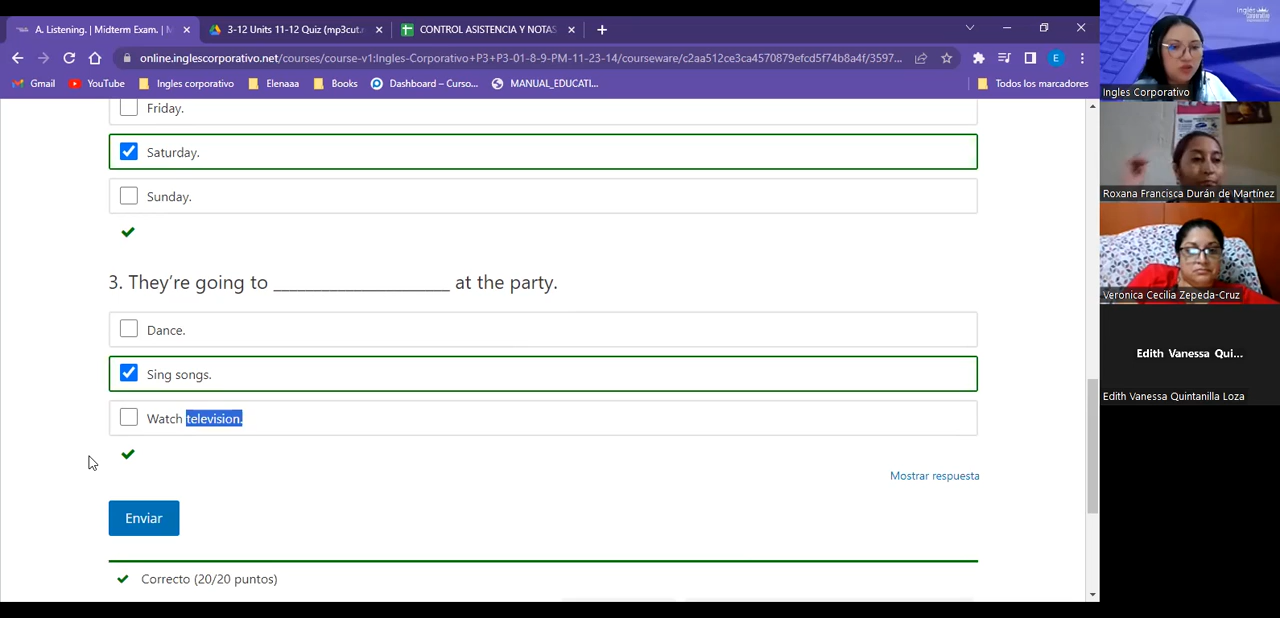 A. Listening. | Midterm Exam. | M
3-12 Units 11-12 Quiz (mp3cut.
CONTROL ASISTENCIA Y NOTAS
online.inglescorporativo.net/courses/course-v1:Ingles-Corporativo+P3+P3-01-8-9-PM-11-23-14/courseware/c2aa512ce3ca4570879efcd5f74b8a4f/3597...
E
Gmail
YouTube
Ingles corporativo
Elenaaa
Books
Dashboard – Curso...
MANUAL_EDUCATI...
Todos los marcadores
Friday.
Saturday.
Sunday.
3. They’re going to ____________________ at the party.
Dance.
Sing songs.
Watch television.
Mostrar respuesta
Enviar
Correcto (20/20 puntos)
Ingles Corporativo
Roxana Francisca Durán de Martínez
Veronica Cecilia Zepeda-Cruz
Edith Vanessa Qui...
Edith Vanessa Quintanilla Loza